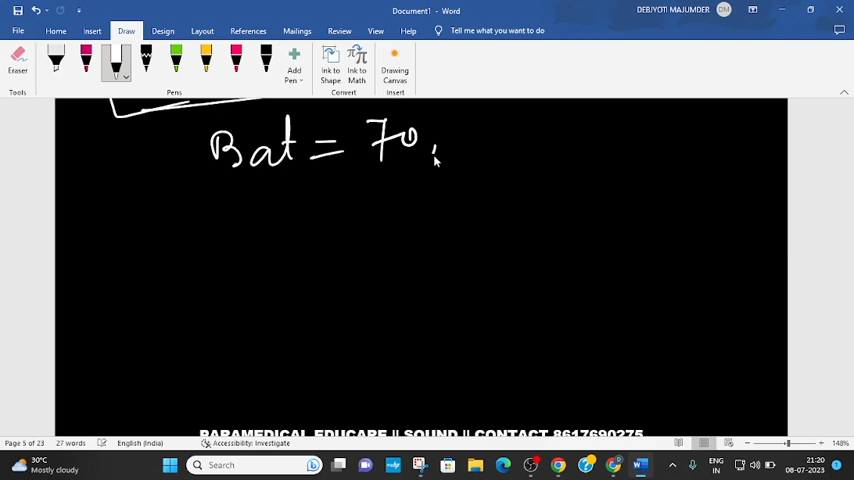 Document1 - Word
DEBJYOTI MAJUMDER DM
File Home Insert Draw Design Layout References Mailings Review View Help Tell me what you want to do
Eraser
Add Pen
Ink to Shape
Ink to Math
Drawing Canvas
Tools Pens Convert Insert
Bat = 70
PARAMEDICAL EDUCARE || SOUND || CONTACT 8617690275
Page 5 of 23 27 words English (India) Accessibility: Investigate 148%
30°C
Mostly cloudy
Search
ENG
IN
21:20
08-07-2023